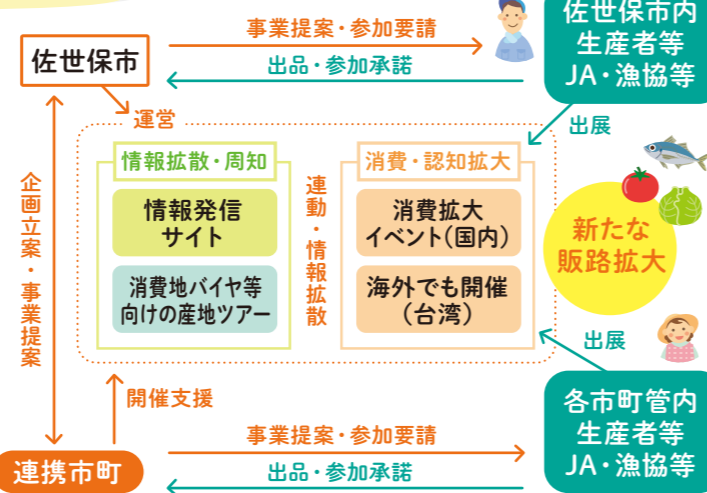 事業提案・参加要請
佐世保市
出品・参加承諾
佐世保市内
生産者等
JA・漁協等
運営
出展
情報拡散・周知
消費・認知拡大
企画立案・事業提案
情報発信
サイト
連動・情報拡散
消費拡大
イベント(国内)
新たな
販路拡大
消費地バイヤ等
向けの産地ツアー
海外でも開催
(台湾)
出展
開催支援
各市町管内
生産者等
JA・漁協等
事業提案・参加要請
連携市町
出品・参加承諾